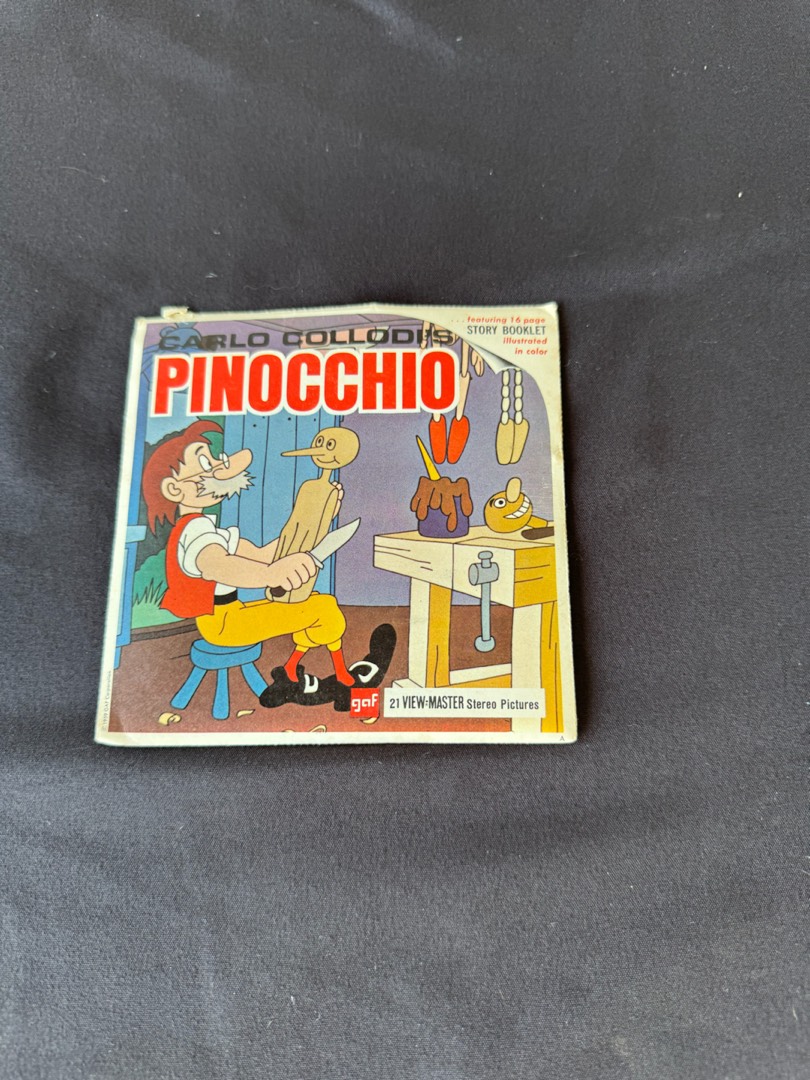 ...featuring 16 page
STORY BOOKLET
illustrated
in color
CARLO COLLODI'S
PINOCCHIO
gaf
21 VIEW-MASTER Stereo Pictures
A